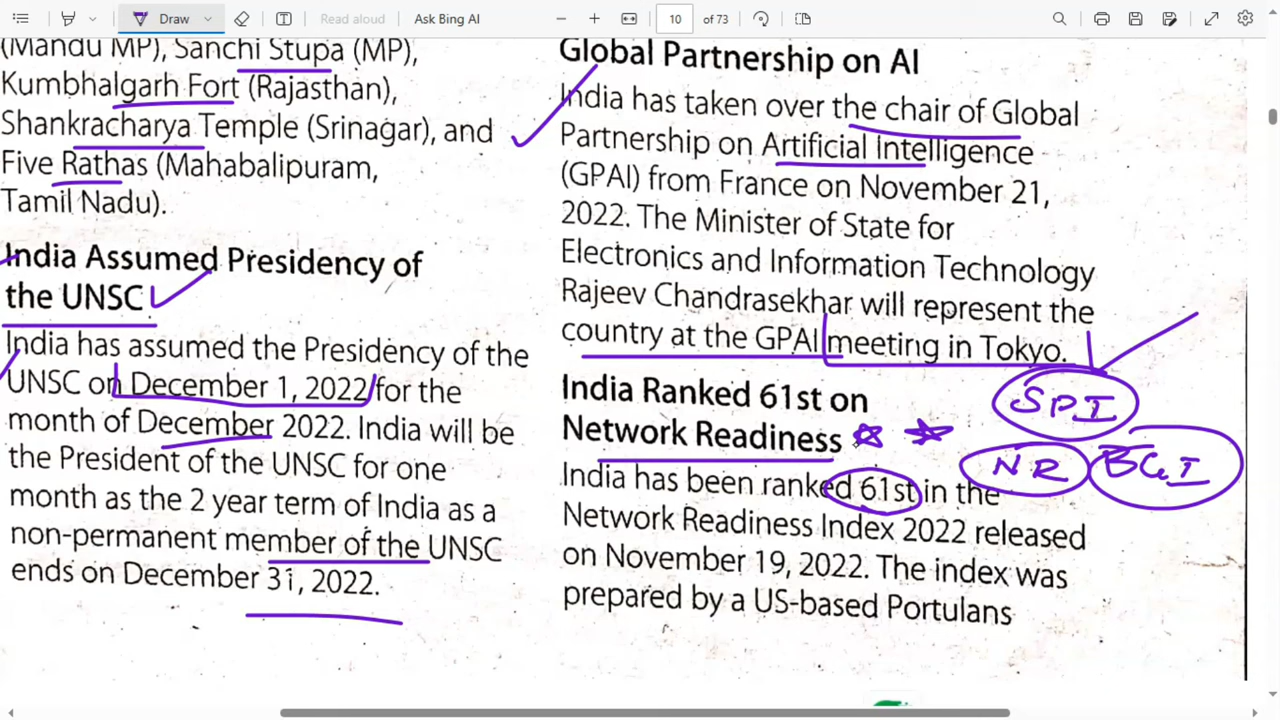 Draw
Read aloud
Ask Bing AI
10 of 73
(Mandu MP), Sanchi Stupa (MP),
Kumbhalgarh Fort (Rajasthan),
Shankracharya Temple (Srinagar), and
Five Rathas (Mahabalipuram,
Tamil Nadu).
India Assumed Presidency of
the UNSC
India has assumed the Presidency of the
UNSC on December 1, 2022 for the
month of December 2022. India will be
the President of the UNSC for one
month as the 2 year term of India as a
non-permanent member of the UNSC
ends on December 31, 2022.
Global Partnership on AI
India has taken over the chair of Global
Partnership on Artificial Intelligence
(GPAI) from France on November 21,
2022. The Minister of State for
Electronics and Information Technology
Rajeev Chandrasekhar will represent the
country at the GPAI meeting in Tokyo.
SPI
India Ranked 61st on
Network Readiness
NR
India has been ranked 61st in the
Network Readiness Index 2022 released
on November 19, 2022. The index was
prepared by a US-based Portulans